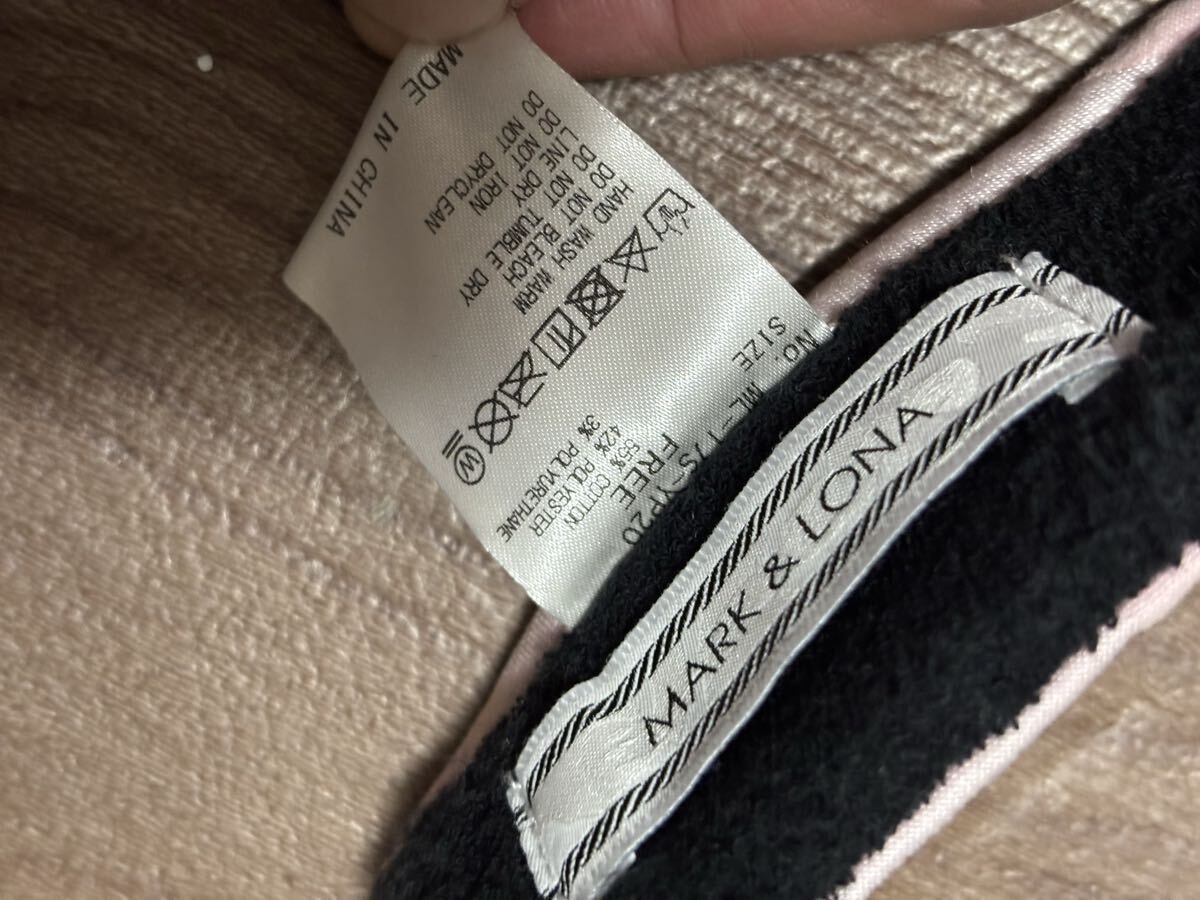 SIZE FREE
55% COTTON
42% POLYESTER
3% POLYURETHANE
W
HAND WASH WARM
DO NOT BLEACH
DO NOT TUMBLE DRY
LINE DRY
DO NOT IRON
DO NOT DRYCLEAN
MADE IN CHINA
MARK & LONA